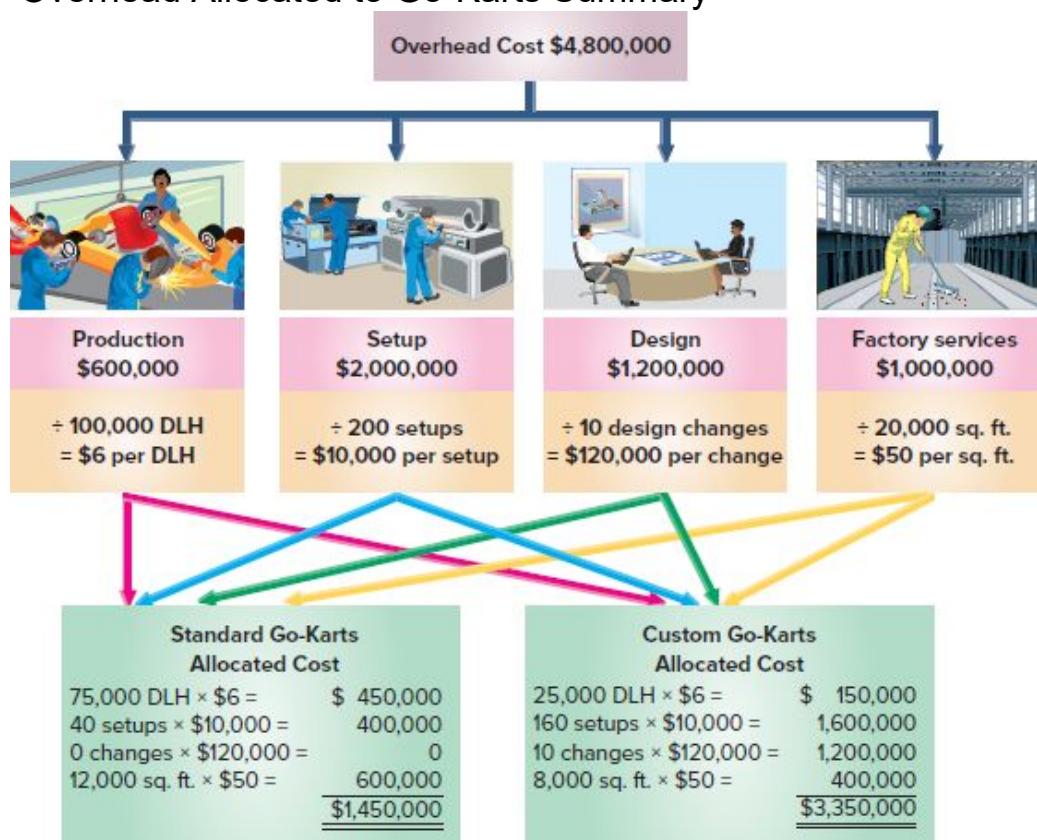 Overhead Allocated to Go-Karts Summary
Overhead Cost $4,800,000
Production
$600,000
÷ 100,000 DLH
= $6 per DLH
Setup
$2,000,000
÷ 200 setups
= $10,000 per setup
Design
$1,200,000
÷ 10 design changes
= $120,000 per change
Factory services
$1,000,000
÷ 20,000 sq. ft.
= $50 per sq. ft.
Standard Go-Karts
Allocated Cost
75,000 DLH × $6 = $ 450,000
40 setups × $10,000 = 400,000
0 changes × $120,000 = 0
12,000 sq. ft. × $50 = 600,000
$1,450,000
Custom Go-Karts
Allocated Cost
25,000 DLH × $6 = $ 150,000
160 setups × $10,000 = 1,600,000
10 changes × $120,000 = 1,200,000
8,000 sq. ft. × $50 = 400,000
$3,350,000